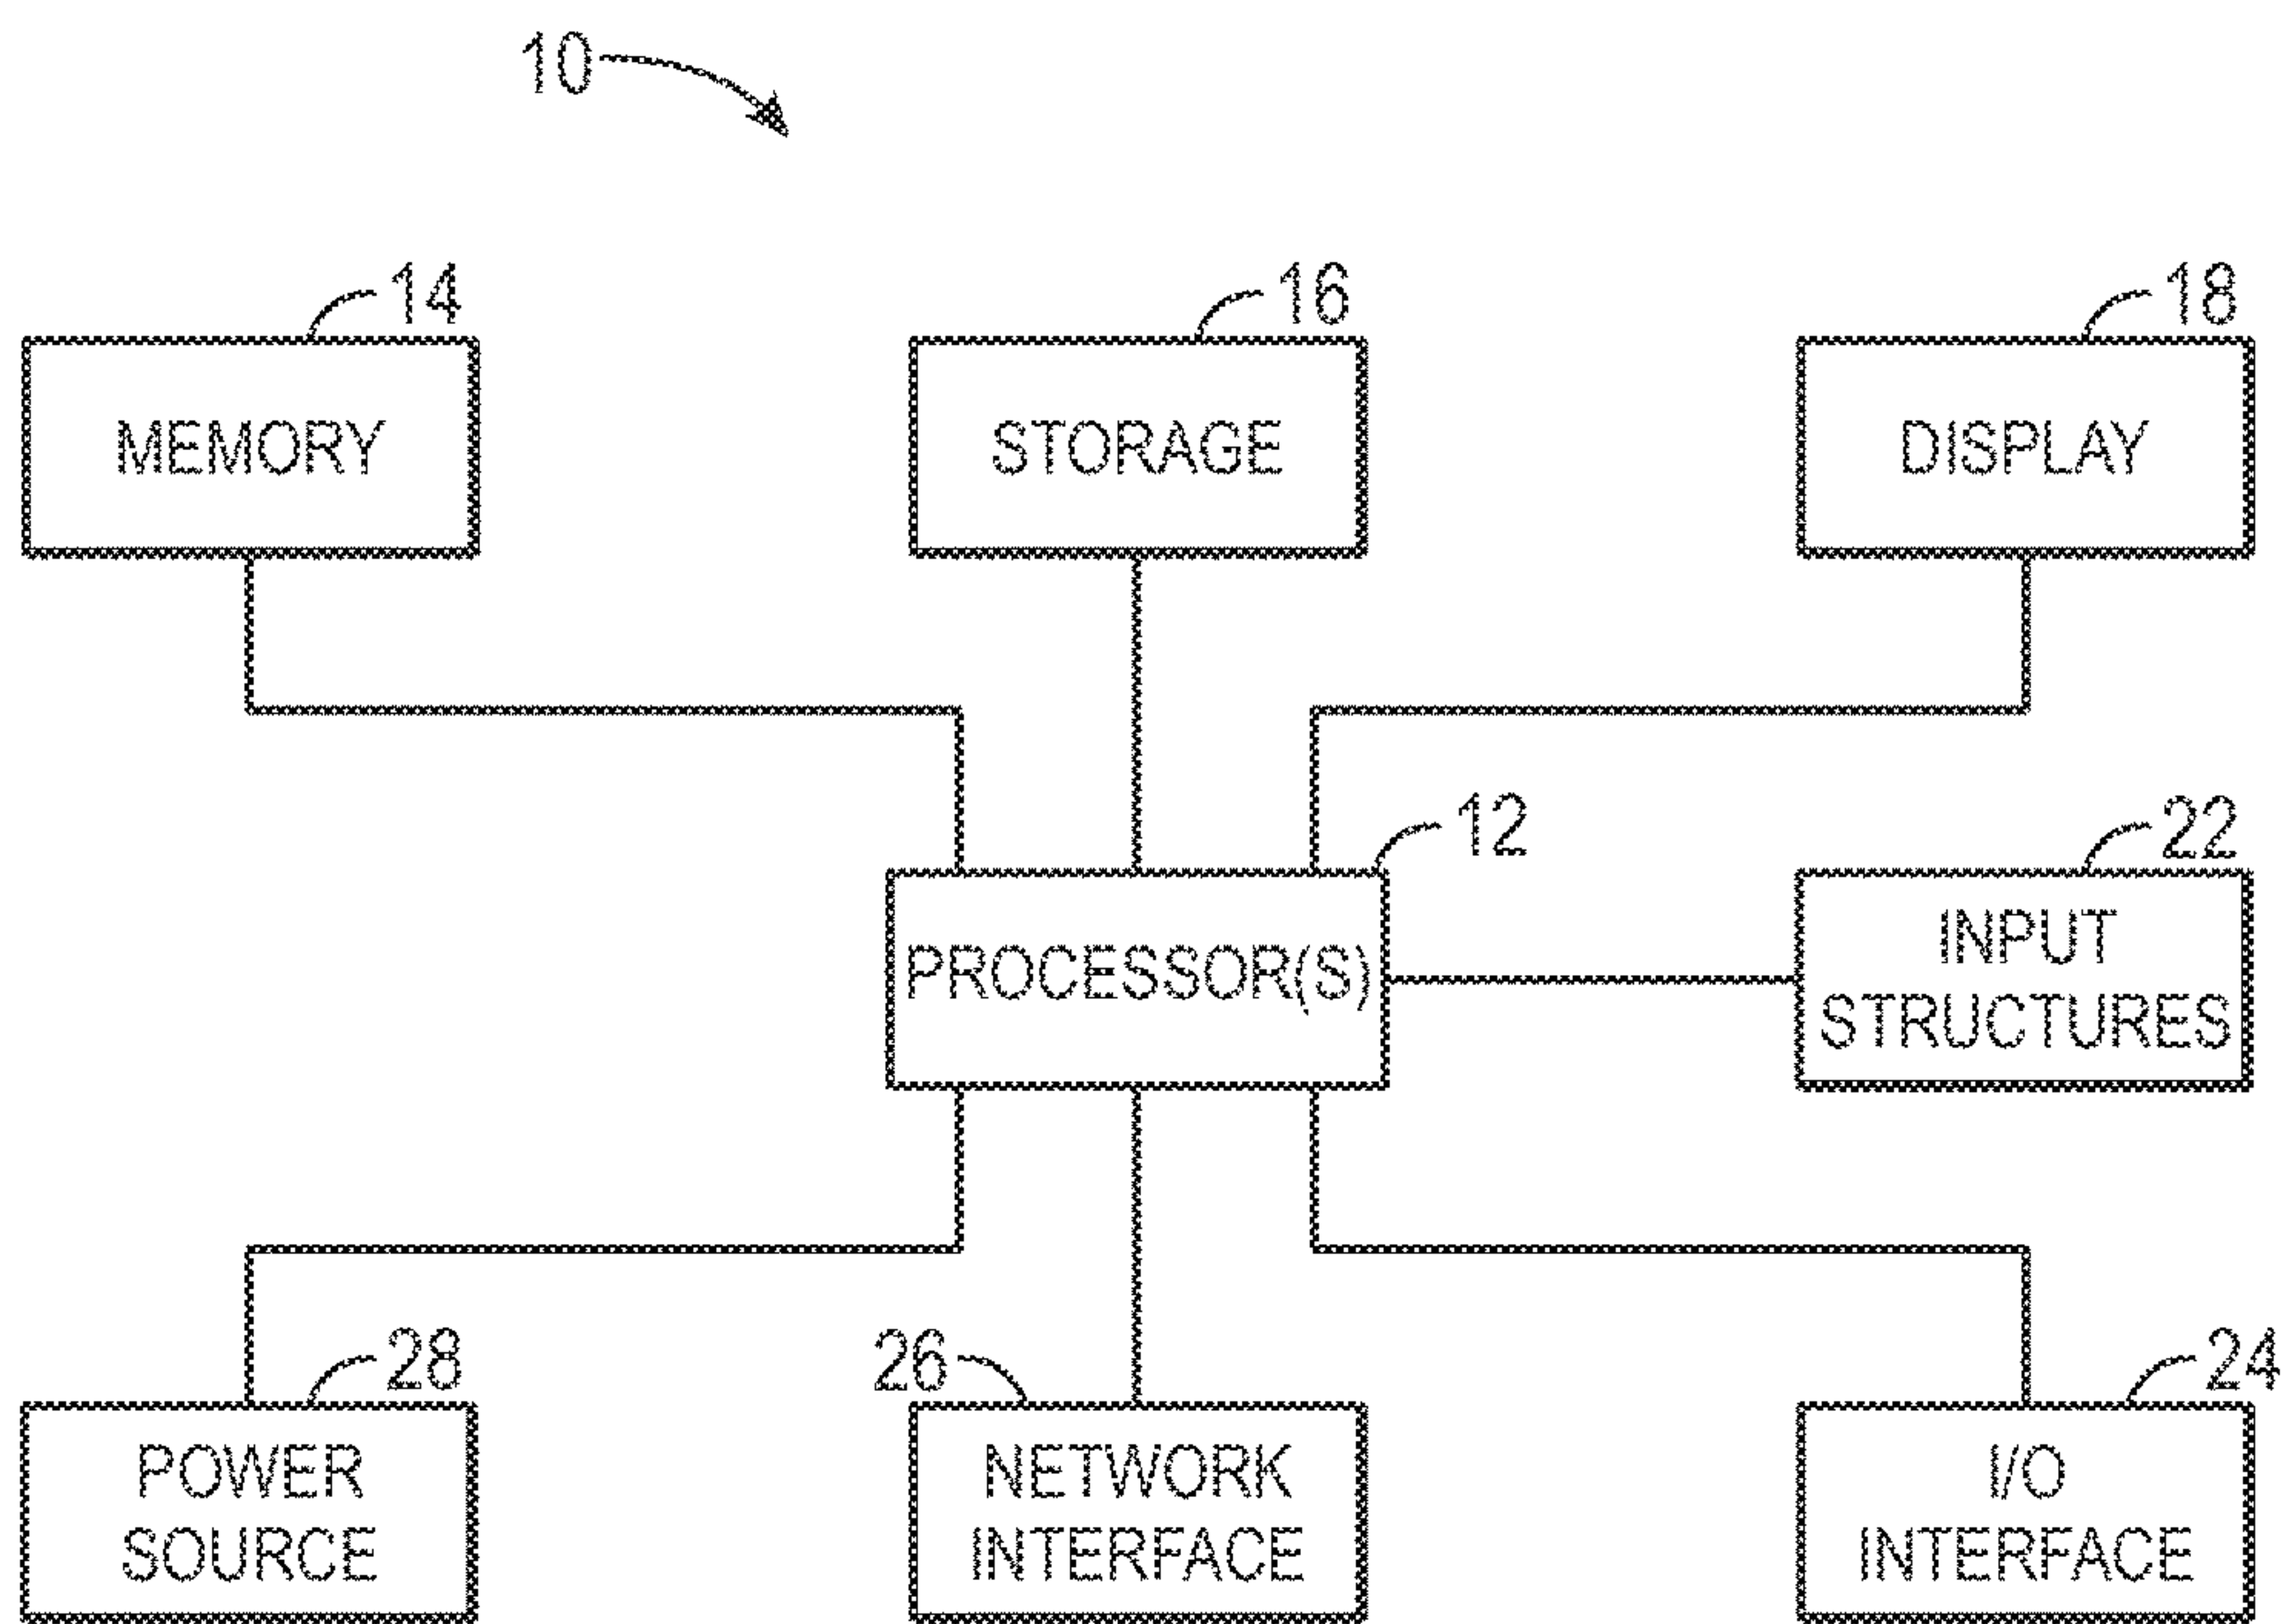 10
14
16
18
MEMORY
STORAGE
DISPLAY
12
22
PROCESSOR(S)
INPUT
STRUCTURES
28
26
24
POWER
SOURCE
NETWORK
INTERFACE
I/O
INTERFACE